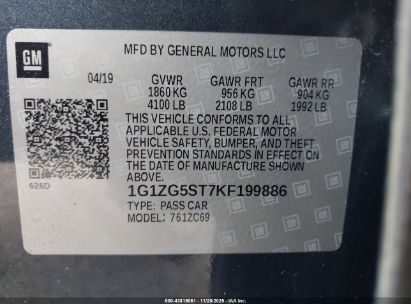 GM
MFD BY GENERAL MOTORS LLC
04/19 GVWR GAWR FRT GAWR RR
1860 KG 956 KG 904 KG
4100 LB 2108 LB 1992 LB
THIS VEHICLE CONFORMS TO ALL
APPLICABLE U.S. FEDERAL MOTOR
VEHICLE SAFETY, BUMPER, AND THEFT
PREVENTION STANDARDS IN EFFECT ON
THE DATE OF MANUFACTURE SHOWN
ABOVE.
626D
1G1ZG5ST7KF199886
TYPE: PASS CAR
MODEL: 761ZC69